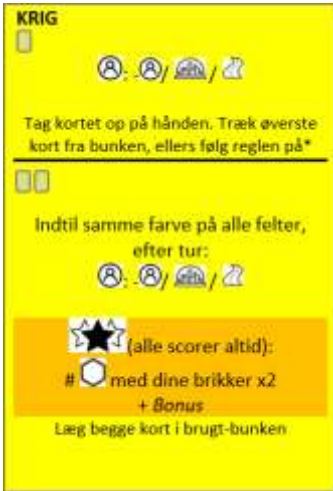 KRIG
: - / /
Tag kortet op på hånden. Træk øverste
kort fra bunken, ellers følg reglen på*
Indtil samme farve på alle felter,
efter tur:
: - / /
(alle scorer altid):
# med dine brikker x2
+ Bonus
Læg begge kort i brugt-bunken